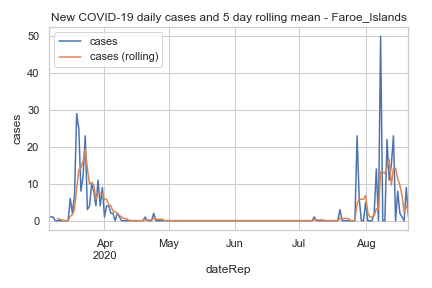 New COVID-19 daily cases and 5 day rolling mean - Faroe_Islands
cases
cases (rolling)
50
40
30
20
10
0
cases
Apr
2020
May
Jun
Jul
Aug
dateRep